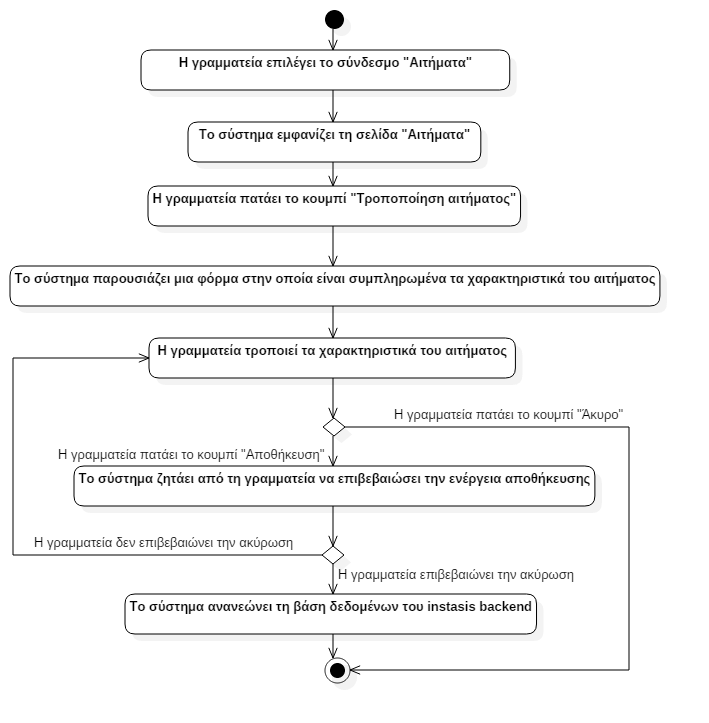 Η γραμματεία επιλέγει το σύνδεσμο "Αιτήματα"
Το σύστημα εμφανίζει τη σελίδα "Αιτήματα"
Η γραμματεία πατάει το κουμπί "Τροποποίηση αιτήματος"
Το σύστημα παρουσιάζει μια φόρμα στην οποία είναι συμπληρωμένα τα χαρακτηριστικά του αιτήματος
Η γραμματεία τροποιεί τα χαρακτηριστικά του αιτήματος
Η γραμματεία πατάει το κουμπί "Άκυρο"
Η γραμματεία πατάει το κουμπί "Αποθήκευση"
Το σύστημα ζητάει από τη γραμματεία να επιβεβαιώσει την ενέργεια αποθήκευσης
Η γραμματεία δεν επιβεβαιώνει την ακύρωση
Η γραμματεία επιβεβαιώνει την ακύρωση
Το σύστημα ανανεώνει τη βάση δεδομένων του instasis backend